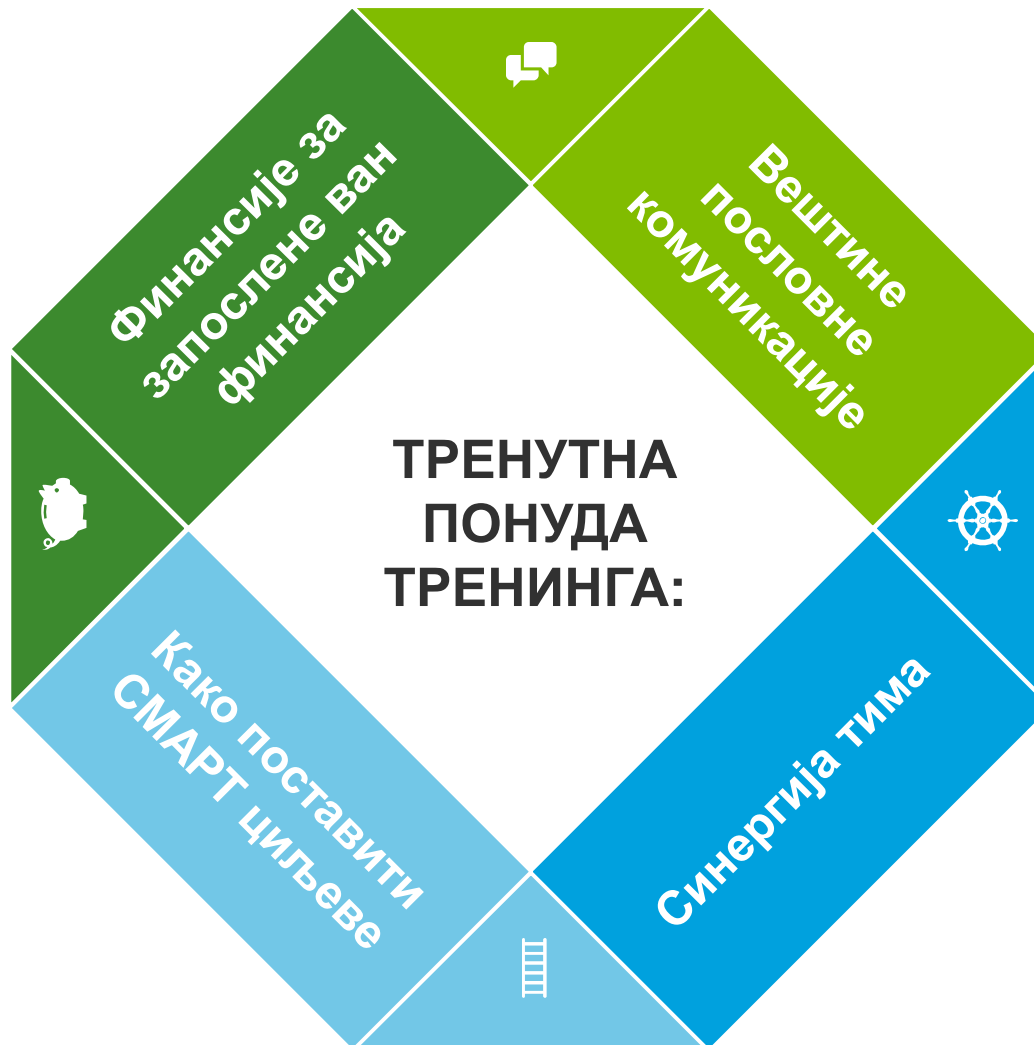 Финансије за
запослене ван
финансија
Вештине
пословне
комуникације
ТРЕНУТНА
ПОНУДА
ТРЕНИНГА:
Како поставити
СМАРТ циљеве
Синергија тима